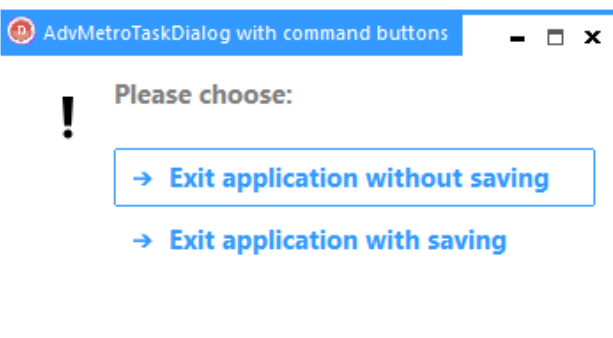 AdvMetroTaskDialog with command buttons
Please choose:
Exit application without saving
Exit application with saving